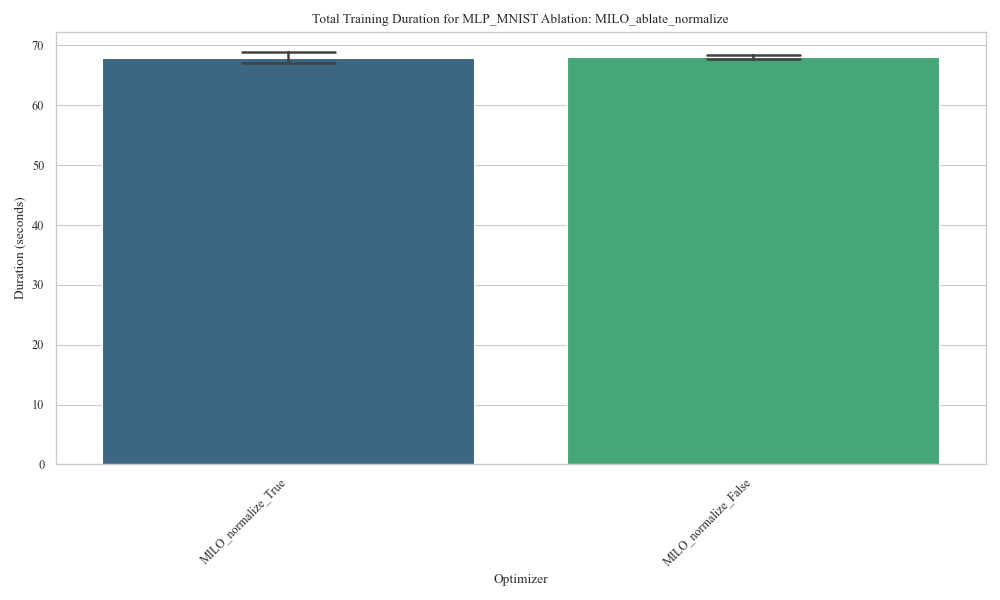 Total Training Duration for MLP_MNIST Ablation: MILO_ablate_normalize
70
60
50
40
30
20
10
0
Duration (seconds)
MILO_normalize_True
MILO_normalize_False
Optimizer